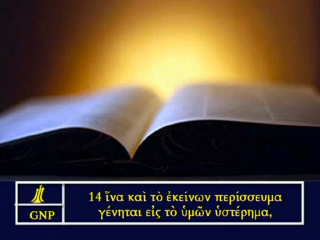 14 ἵνα καὶ τὸ ἐκείνων περίσσευμα
γένηται εἰς τὸ ὑμῶν ὑστέρημα,
GNP